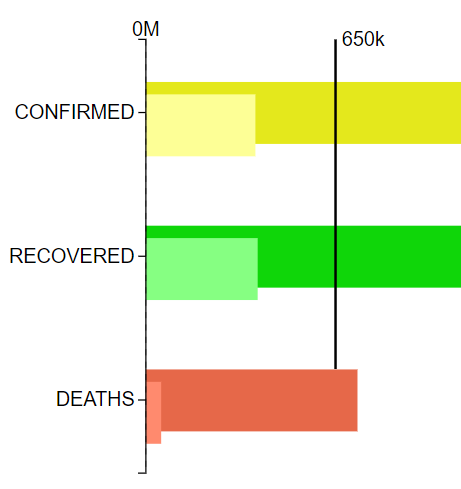 0M
650k
CONFIRMED
RECOVERED
DEATHS